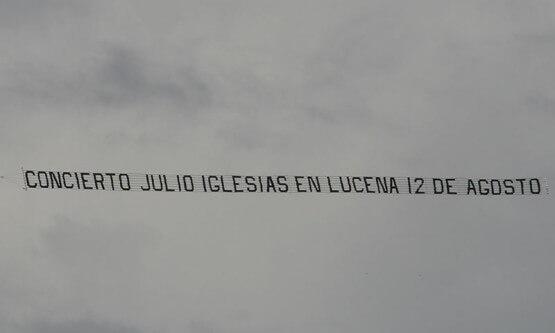 CONCIERTO JULIO IGLESIAS EN LUCENA 12 DE AGOSTO